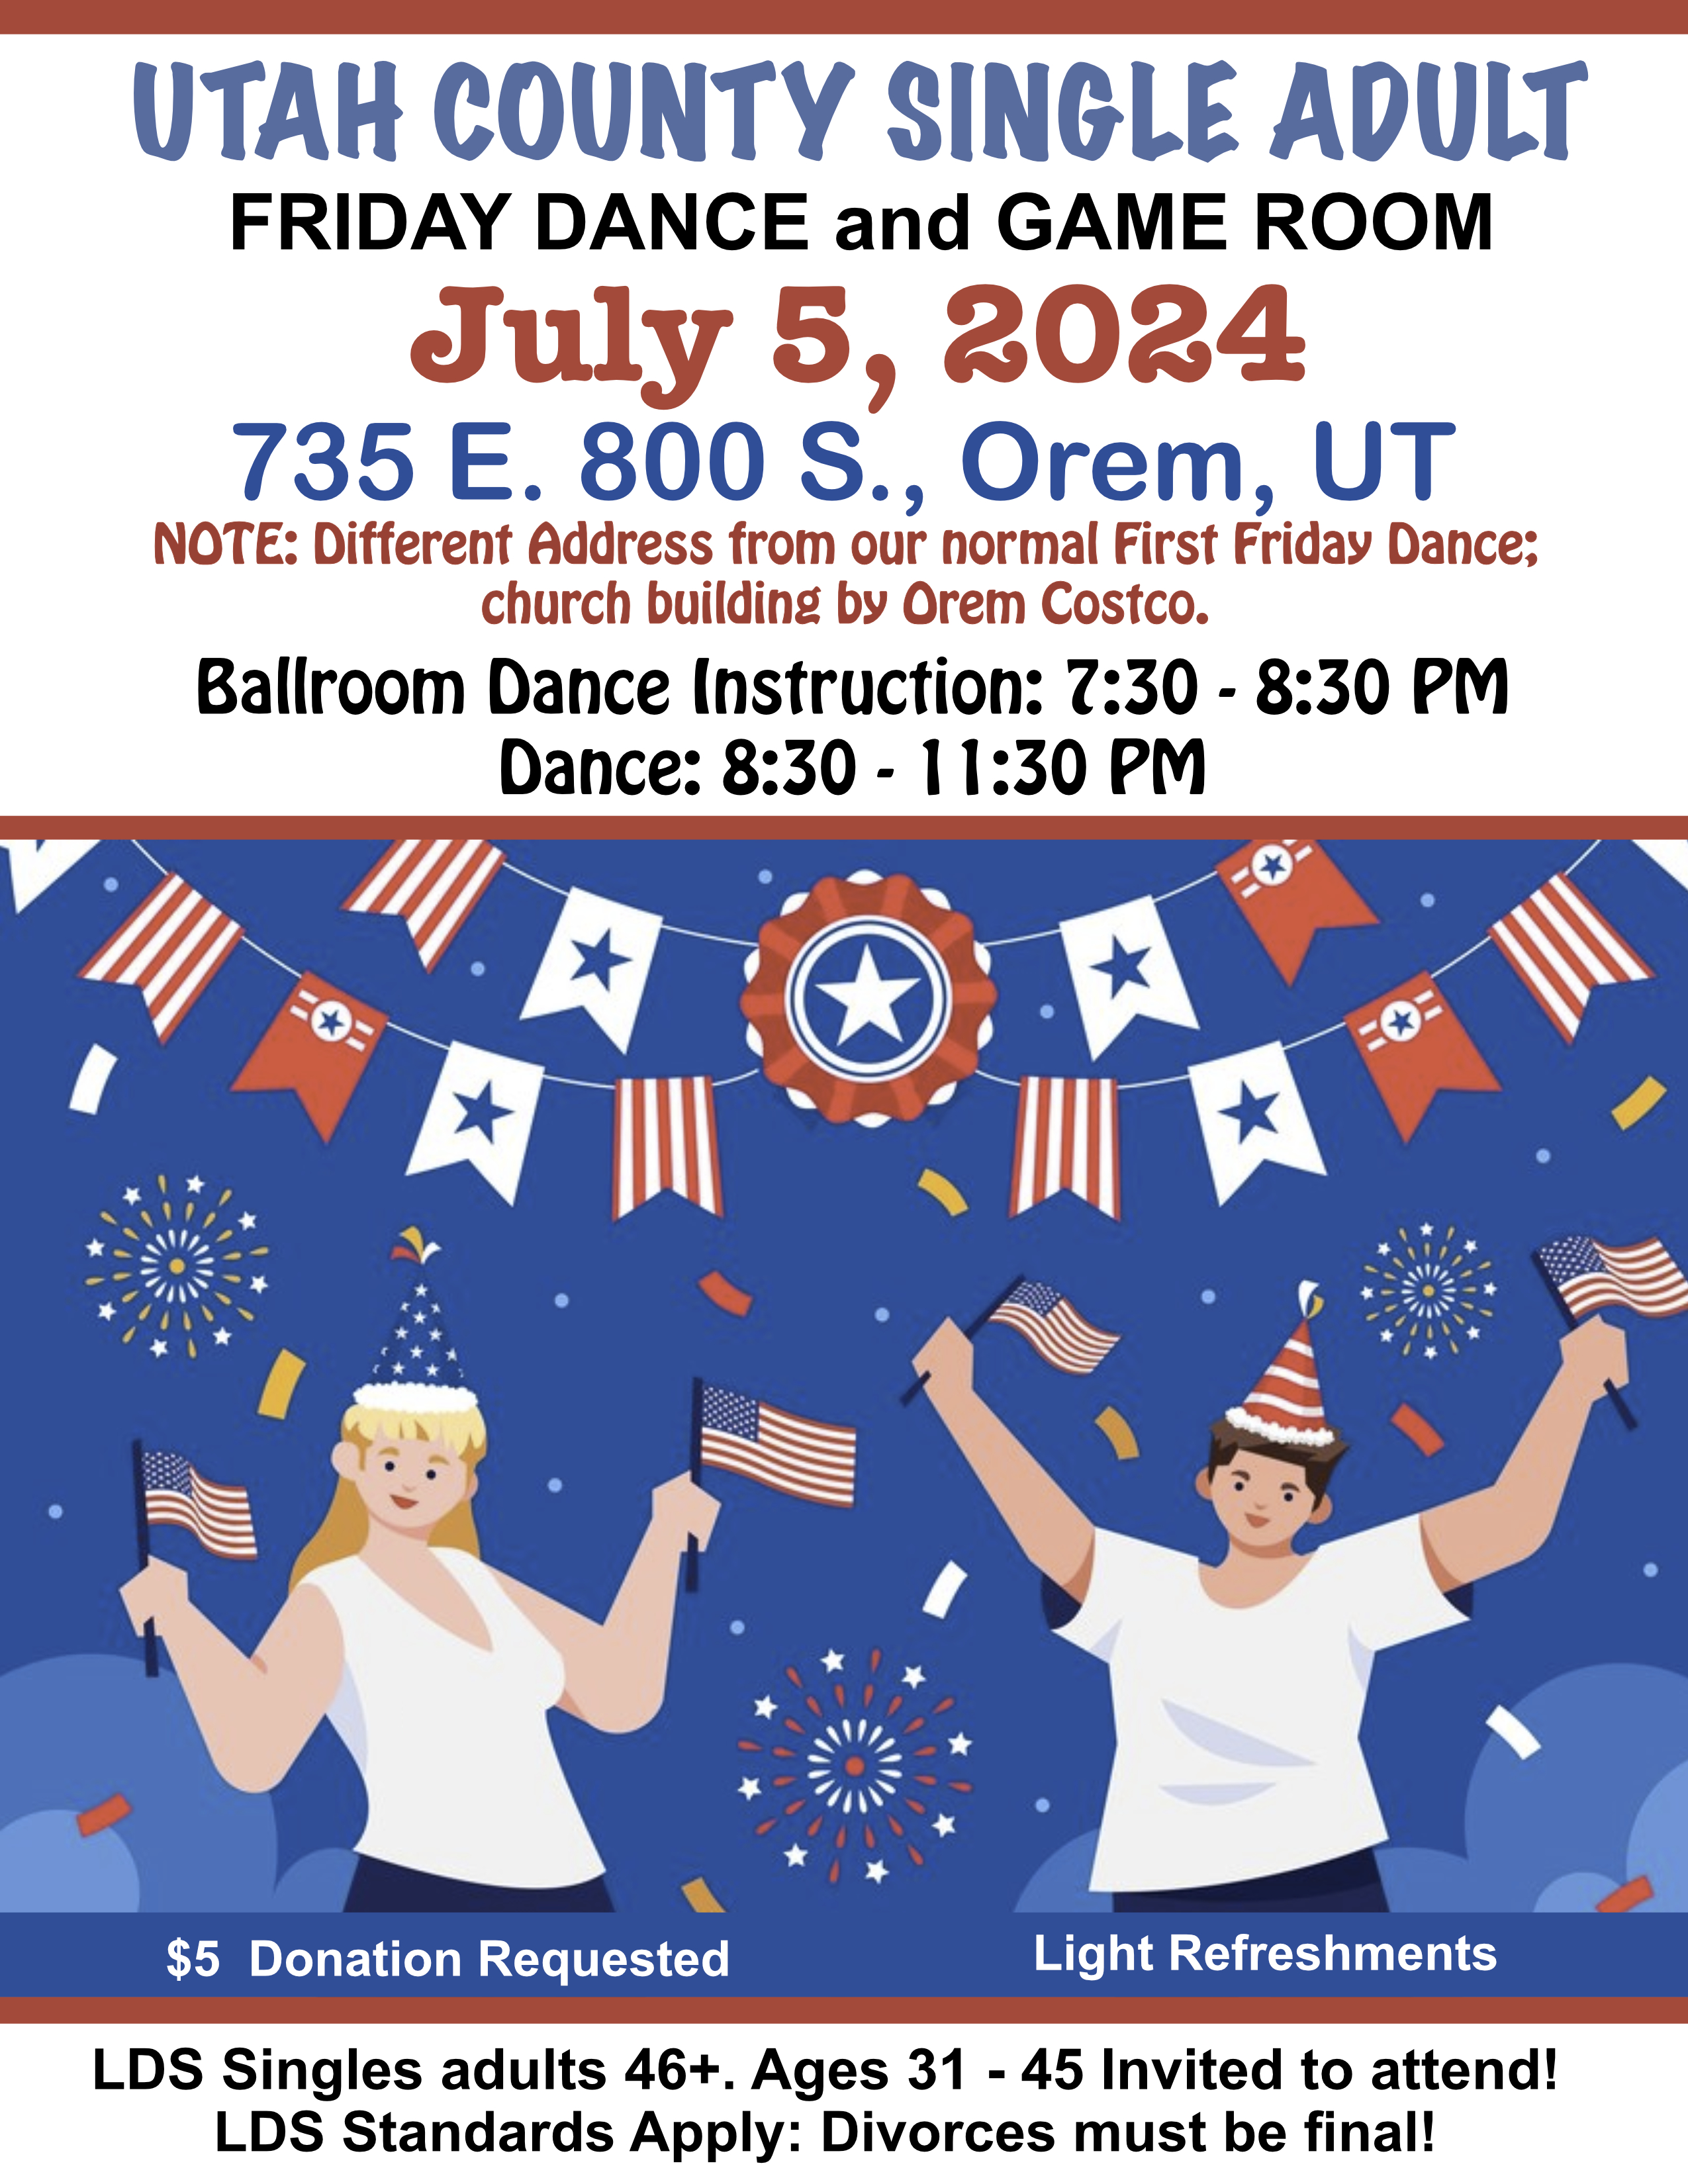 UTAH COUNTY SINGLE ADULT
FRIDAY DANCE and GAME ROOM
July 5, 2024
735 E. 800 S., Orem, UT
NOTE: Different Address from our normal First Friday Dance;
church building by Orem Costco.
Ballroom Dance Instruction: 7:30 - 8:30 PM
Dance: 8:30 - 11:30 PM
$5 Donation Requested
Light Refreshments
LDS Singles adults 46+. Ages 31 - 45 Invited to attend!
LDS Standards Apply: Divorces must be final!